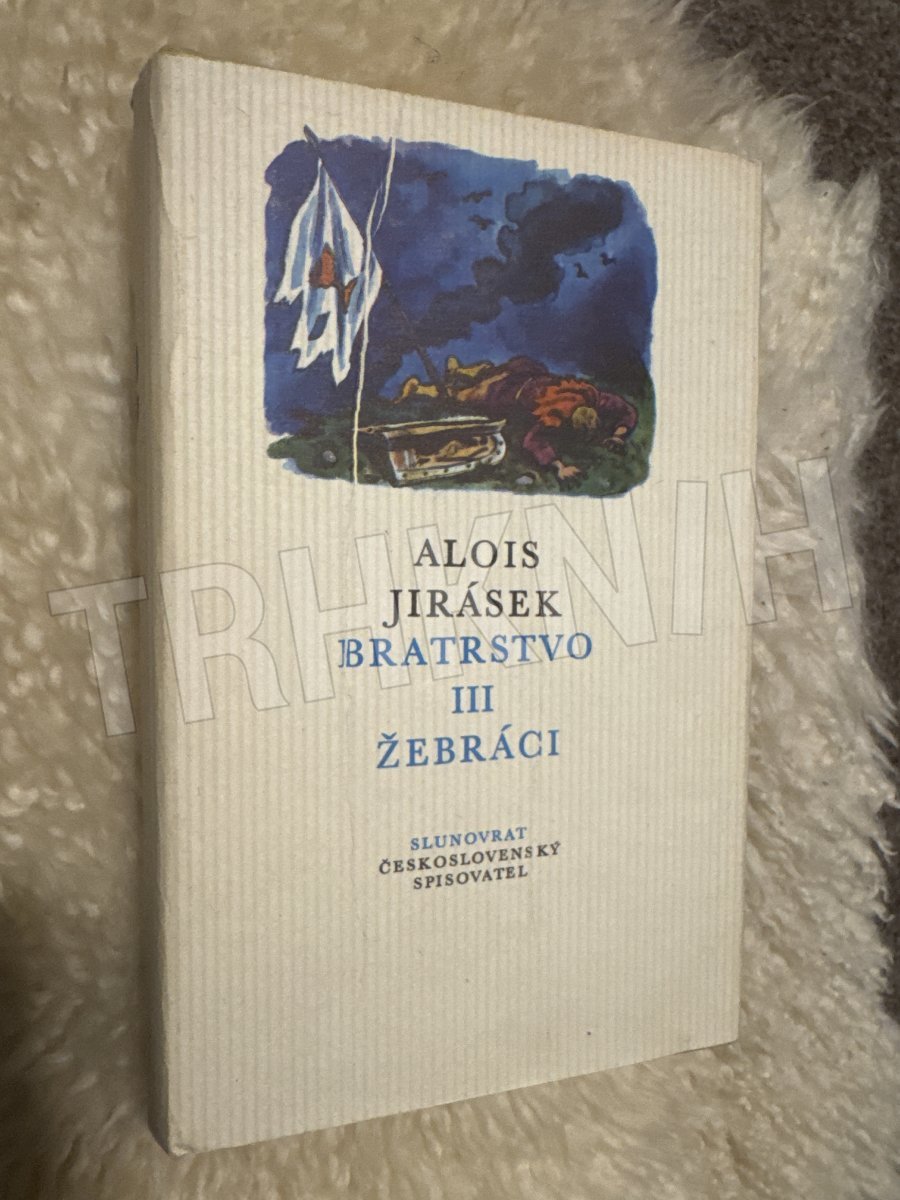 ALOIS
JIRÁSEK
BRATRSTVO
III
ŽEBRÁCI
SLUNOVRAT
ČESKOSLOVENSKÝ
SPISOVATEL
TRHKNIH